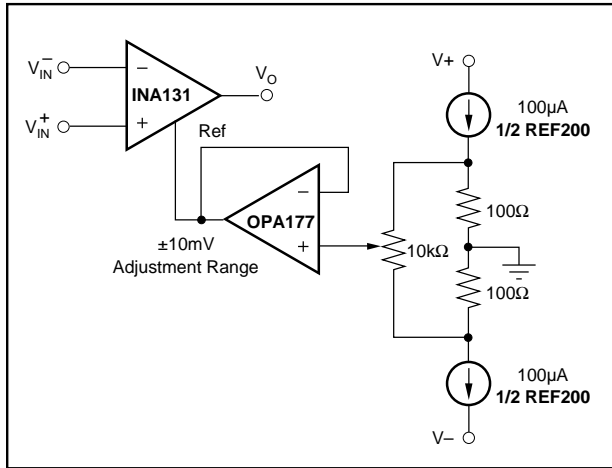 V−IN
−
INA131
V+IN
+
VO
Ref
−
OPA177
+
±10mV
Adjustment Range
10kΩ
V+
100µA
1/2 REF200
100Ω
100Ω
100µA
1/2 REF200
V–